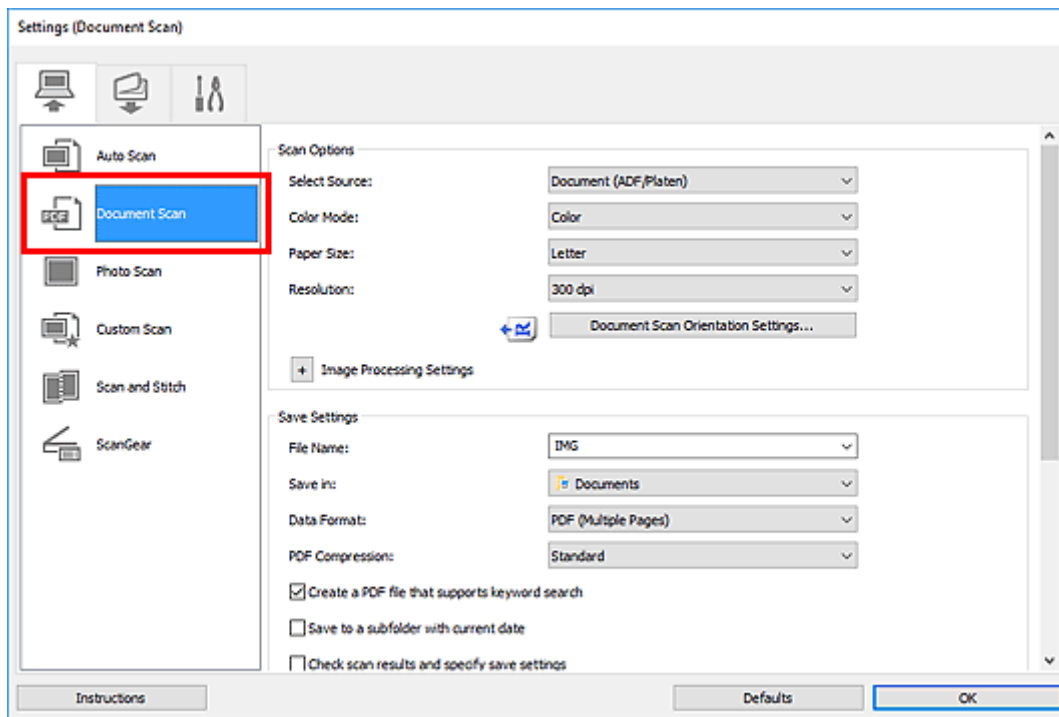 Settings (Document Scan)
Auto Scan
PDF
Document Scan
Photo Scan
Custom Scan
Scan and Stitch
ScanGear
Scan Options
Select Source: Document (ADF/Platen)
Color Mode: Color
Paper Size: Letter
Resolution: 300 dpi
R Document Scan Orientation Settings...
+ Image Processing Settings
Save Settings
File Name: IMG
Save in: Documents
Data Format: PDF (Multiple Pages)
PDF Compression: Standard
Create a PDF file that supports keyword search
Save to a subfolder with current date
Check scan results and specify save settings
Instructions Defaults OK